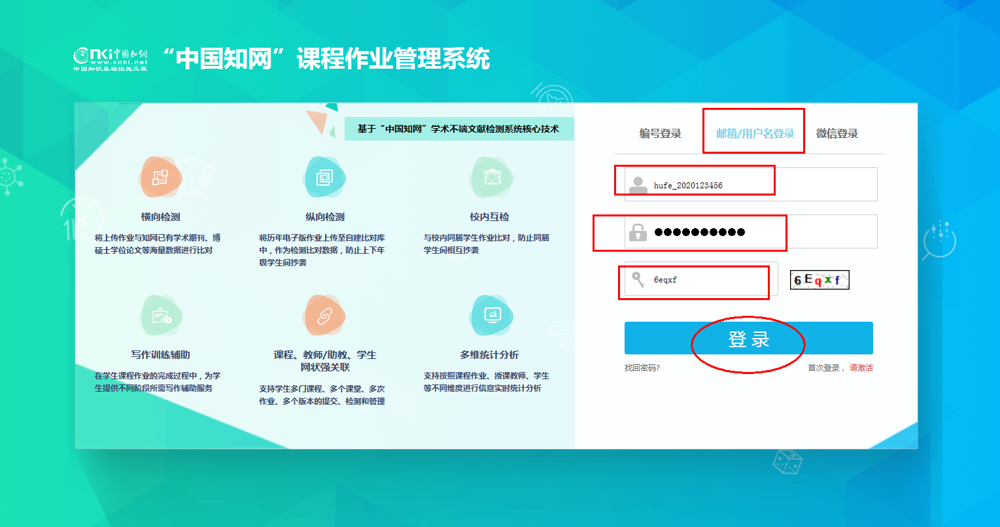 Cnki中国知网
www.cnki.net
中国知识基础设施工程
“中国知网”课程作业管理系统
基于“中国知网”学术不端文献检测系统核心技术
横向检测
将上传作业与知网已有学术期刊、博
硕士学位论文等海量数据进行比对
纵向检测
将历年电子版作业上传至自建比对库
中，作为检测比对数据，防止上下年
级学生间抄袭
校内互检
与校内同届学生作业比对，防止同届
学生间相互抄袭
写作训练辅助
在学生课程作业的完成过程中，为学
生提供不同阶段所需写作辅助服务
课程、教师/助教、学生
网状强关联
支持学生多门课程、多个课堂、多次
作业、多个版本的提交、检测和管理
多维统计分析
支持按照课程作业、授课教师、学生
等不同维度进行信息实时统计分析
编号登录 邮箱/用户名登录 微信登录
hufe_2020123456
●●●●●●●●●●
6eqxf 6Eqxf
登录
找回密码? 首次登录，请激活